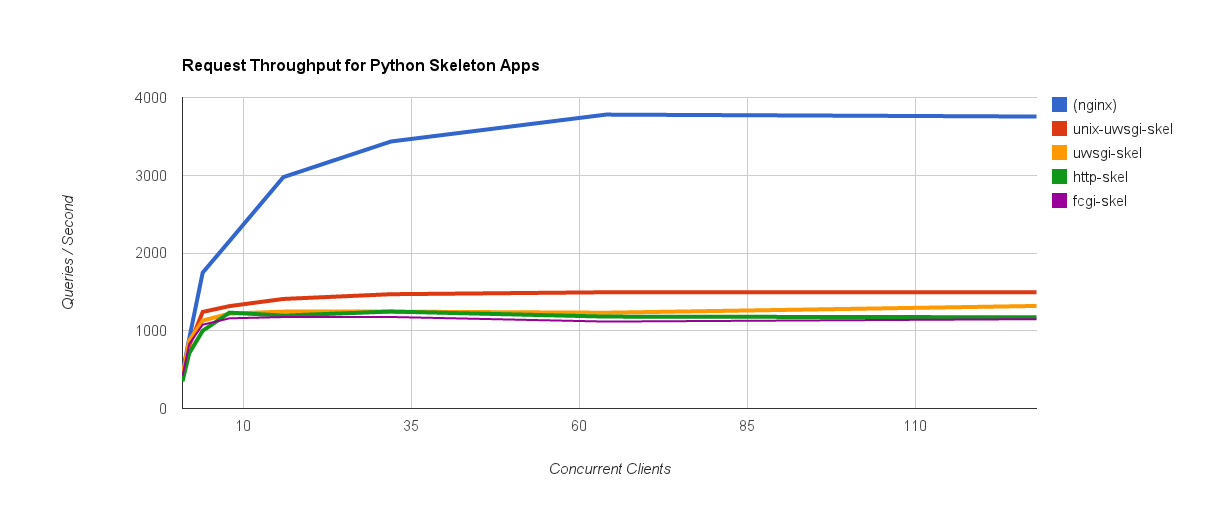 Request Throughput for Python Skeleton Apps
4000
3000
2000
1000
0
Queries / Second
10
35
60
85
110
Concurrent Clients
(nginx)
unix-uwsgi-skel
uwsgi-skel
http-skel
fcgi-skel